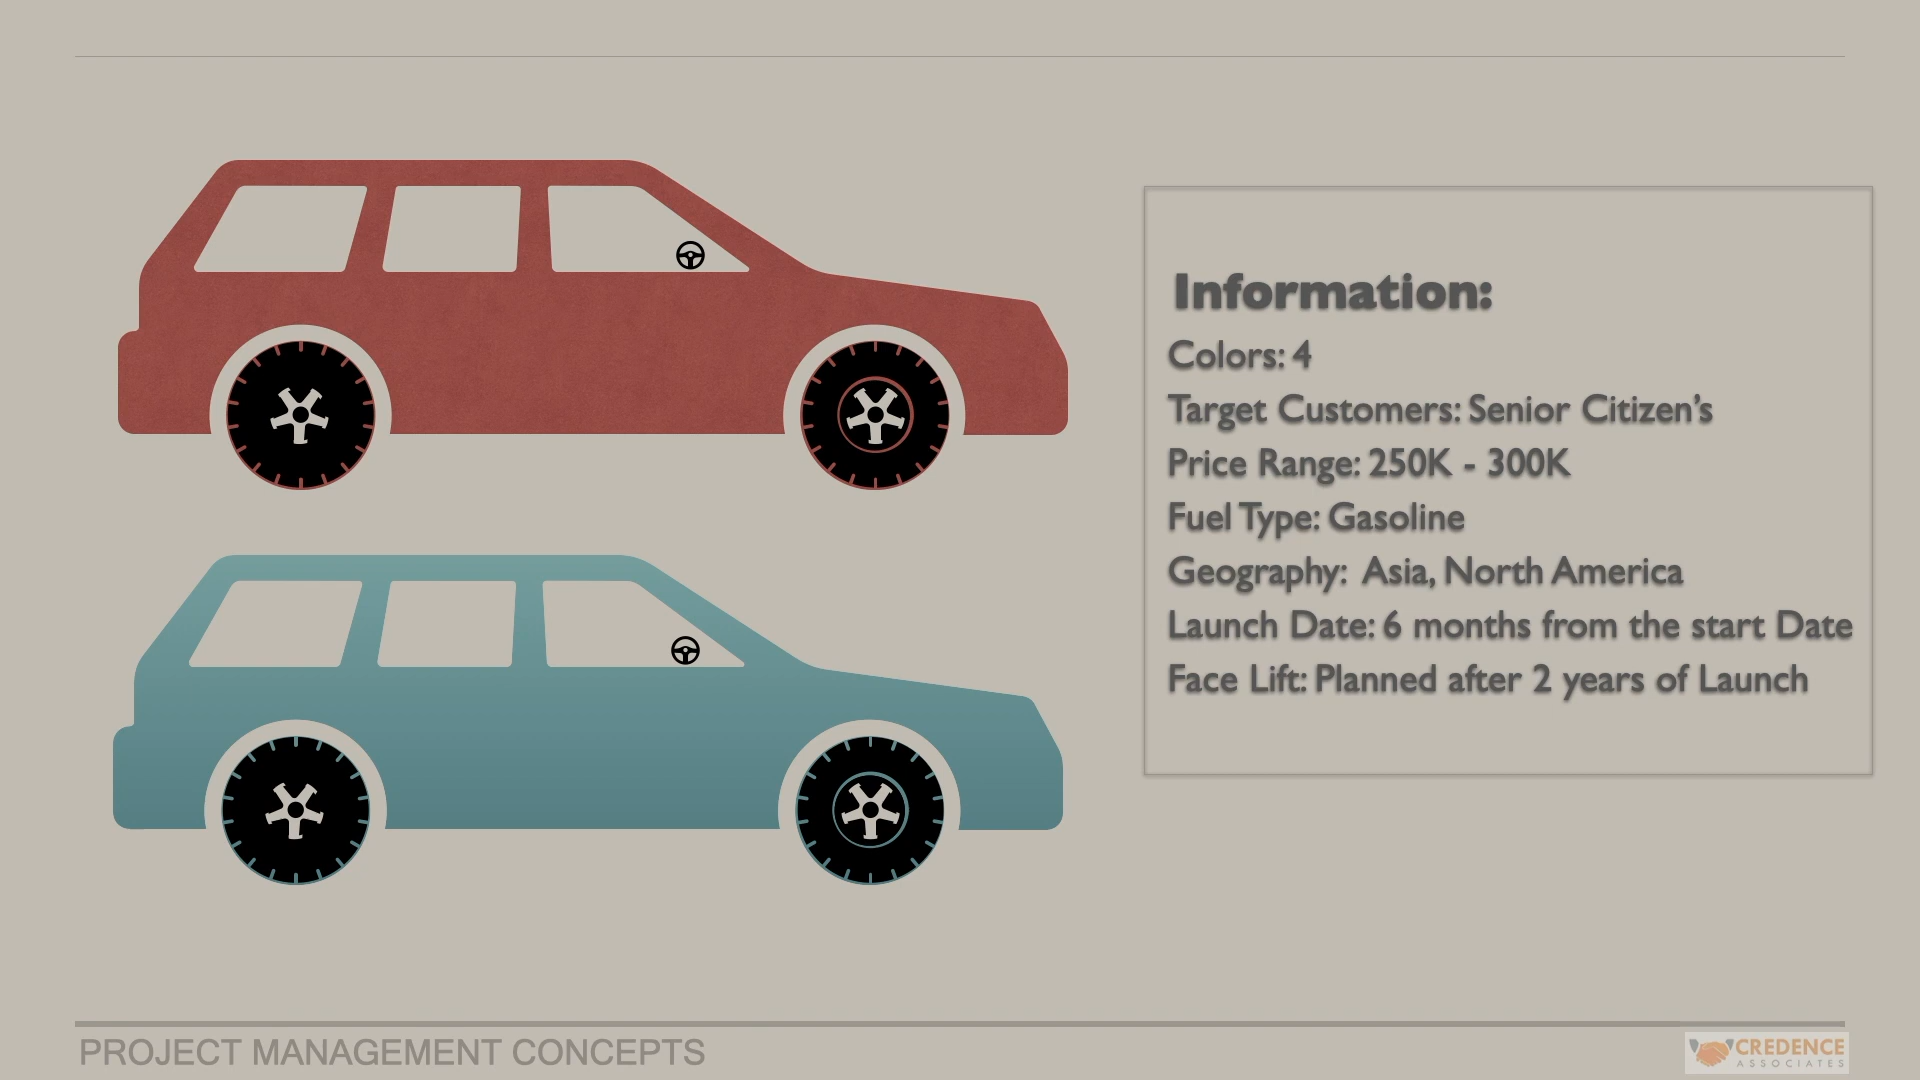 Information:
Colors: 4
Target Customers: Senior Citizen’s
Price Range: 250K - 300K
Fuel Type: Gasoline
Geography: Asia, North America
Launch Date: 6 months from the start Date
Face Lift: Planned after 2 years of Launch
PROJECT MANAGEMENT CONCEPTS
CREDENCE
ASSOCIATES